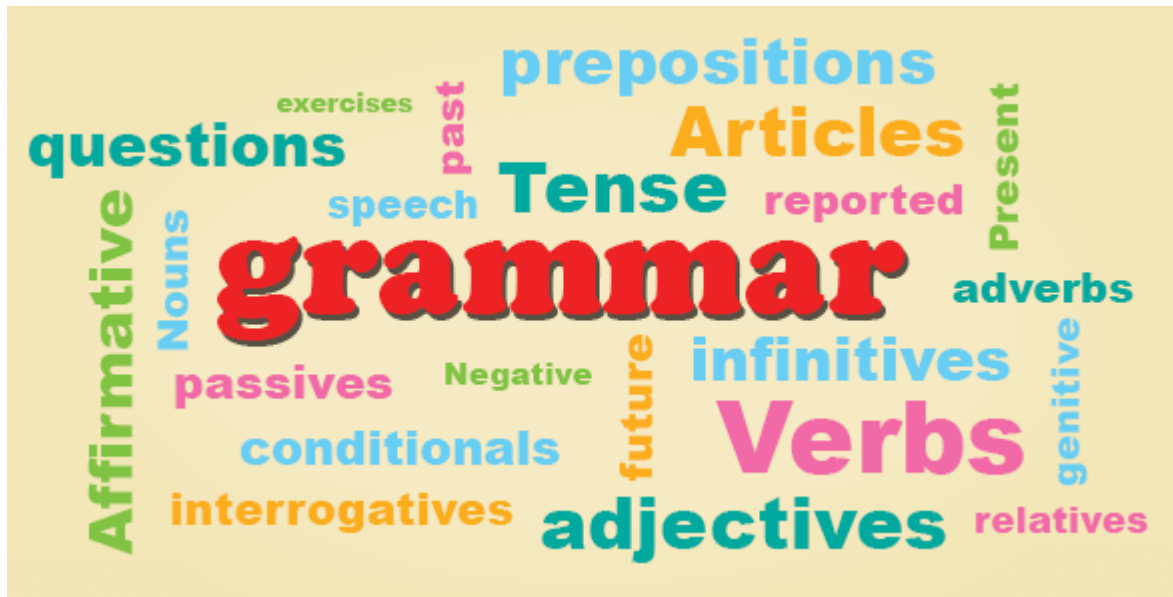 prepositions
exercises
past
Articles
Present
questions
Tense
speech
reported
Affirmative
Nouns
grammar
adverbs
infinitives
genitive
future
passives
Negative
Verbs
conditionals
interrogatives
adjectives
relatives